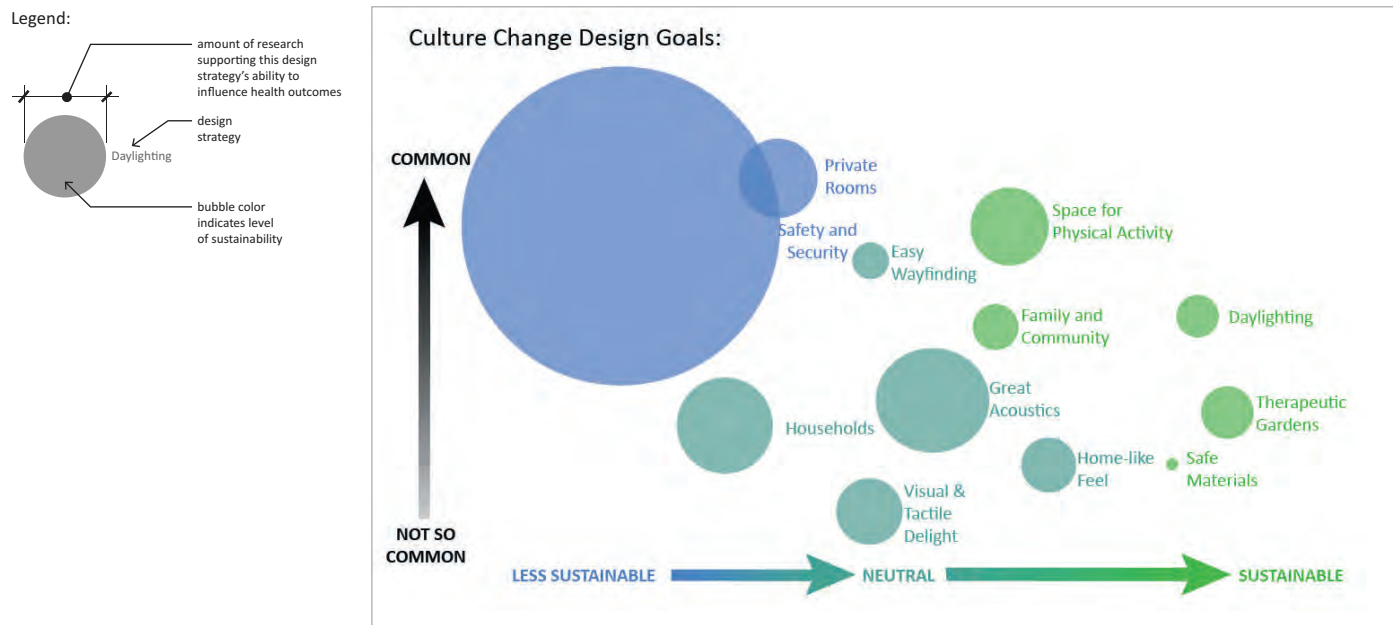 Legend:
amount of research
supporting this design
strategy's ability to
influence health outcomes
design
strategy
Daylighting
bubble color
indicates level
of sustainability
Culture Change Design Goals:
COMMON
Private
Rooms
Safety and
Security
Easy
Wayfinding
Space for
Physical Activity
Family and
Community
Daylighting
Households
Great
Acoustics
Therapeutic
Gardens
Home-like
Feel
Safe
Materials
Visual &
Tactile
Delight
NOT SO
COMMON
LESS SUSTAINABLE
NEUTRAL
SUSTAINABLE